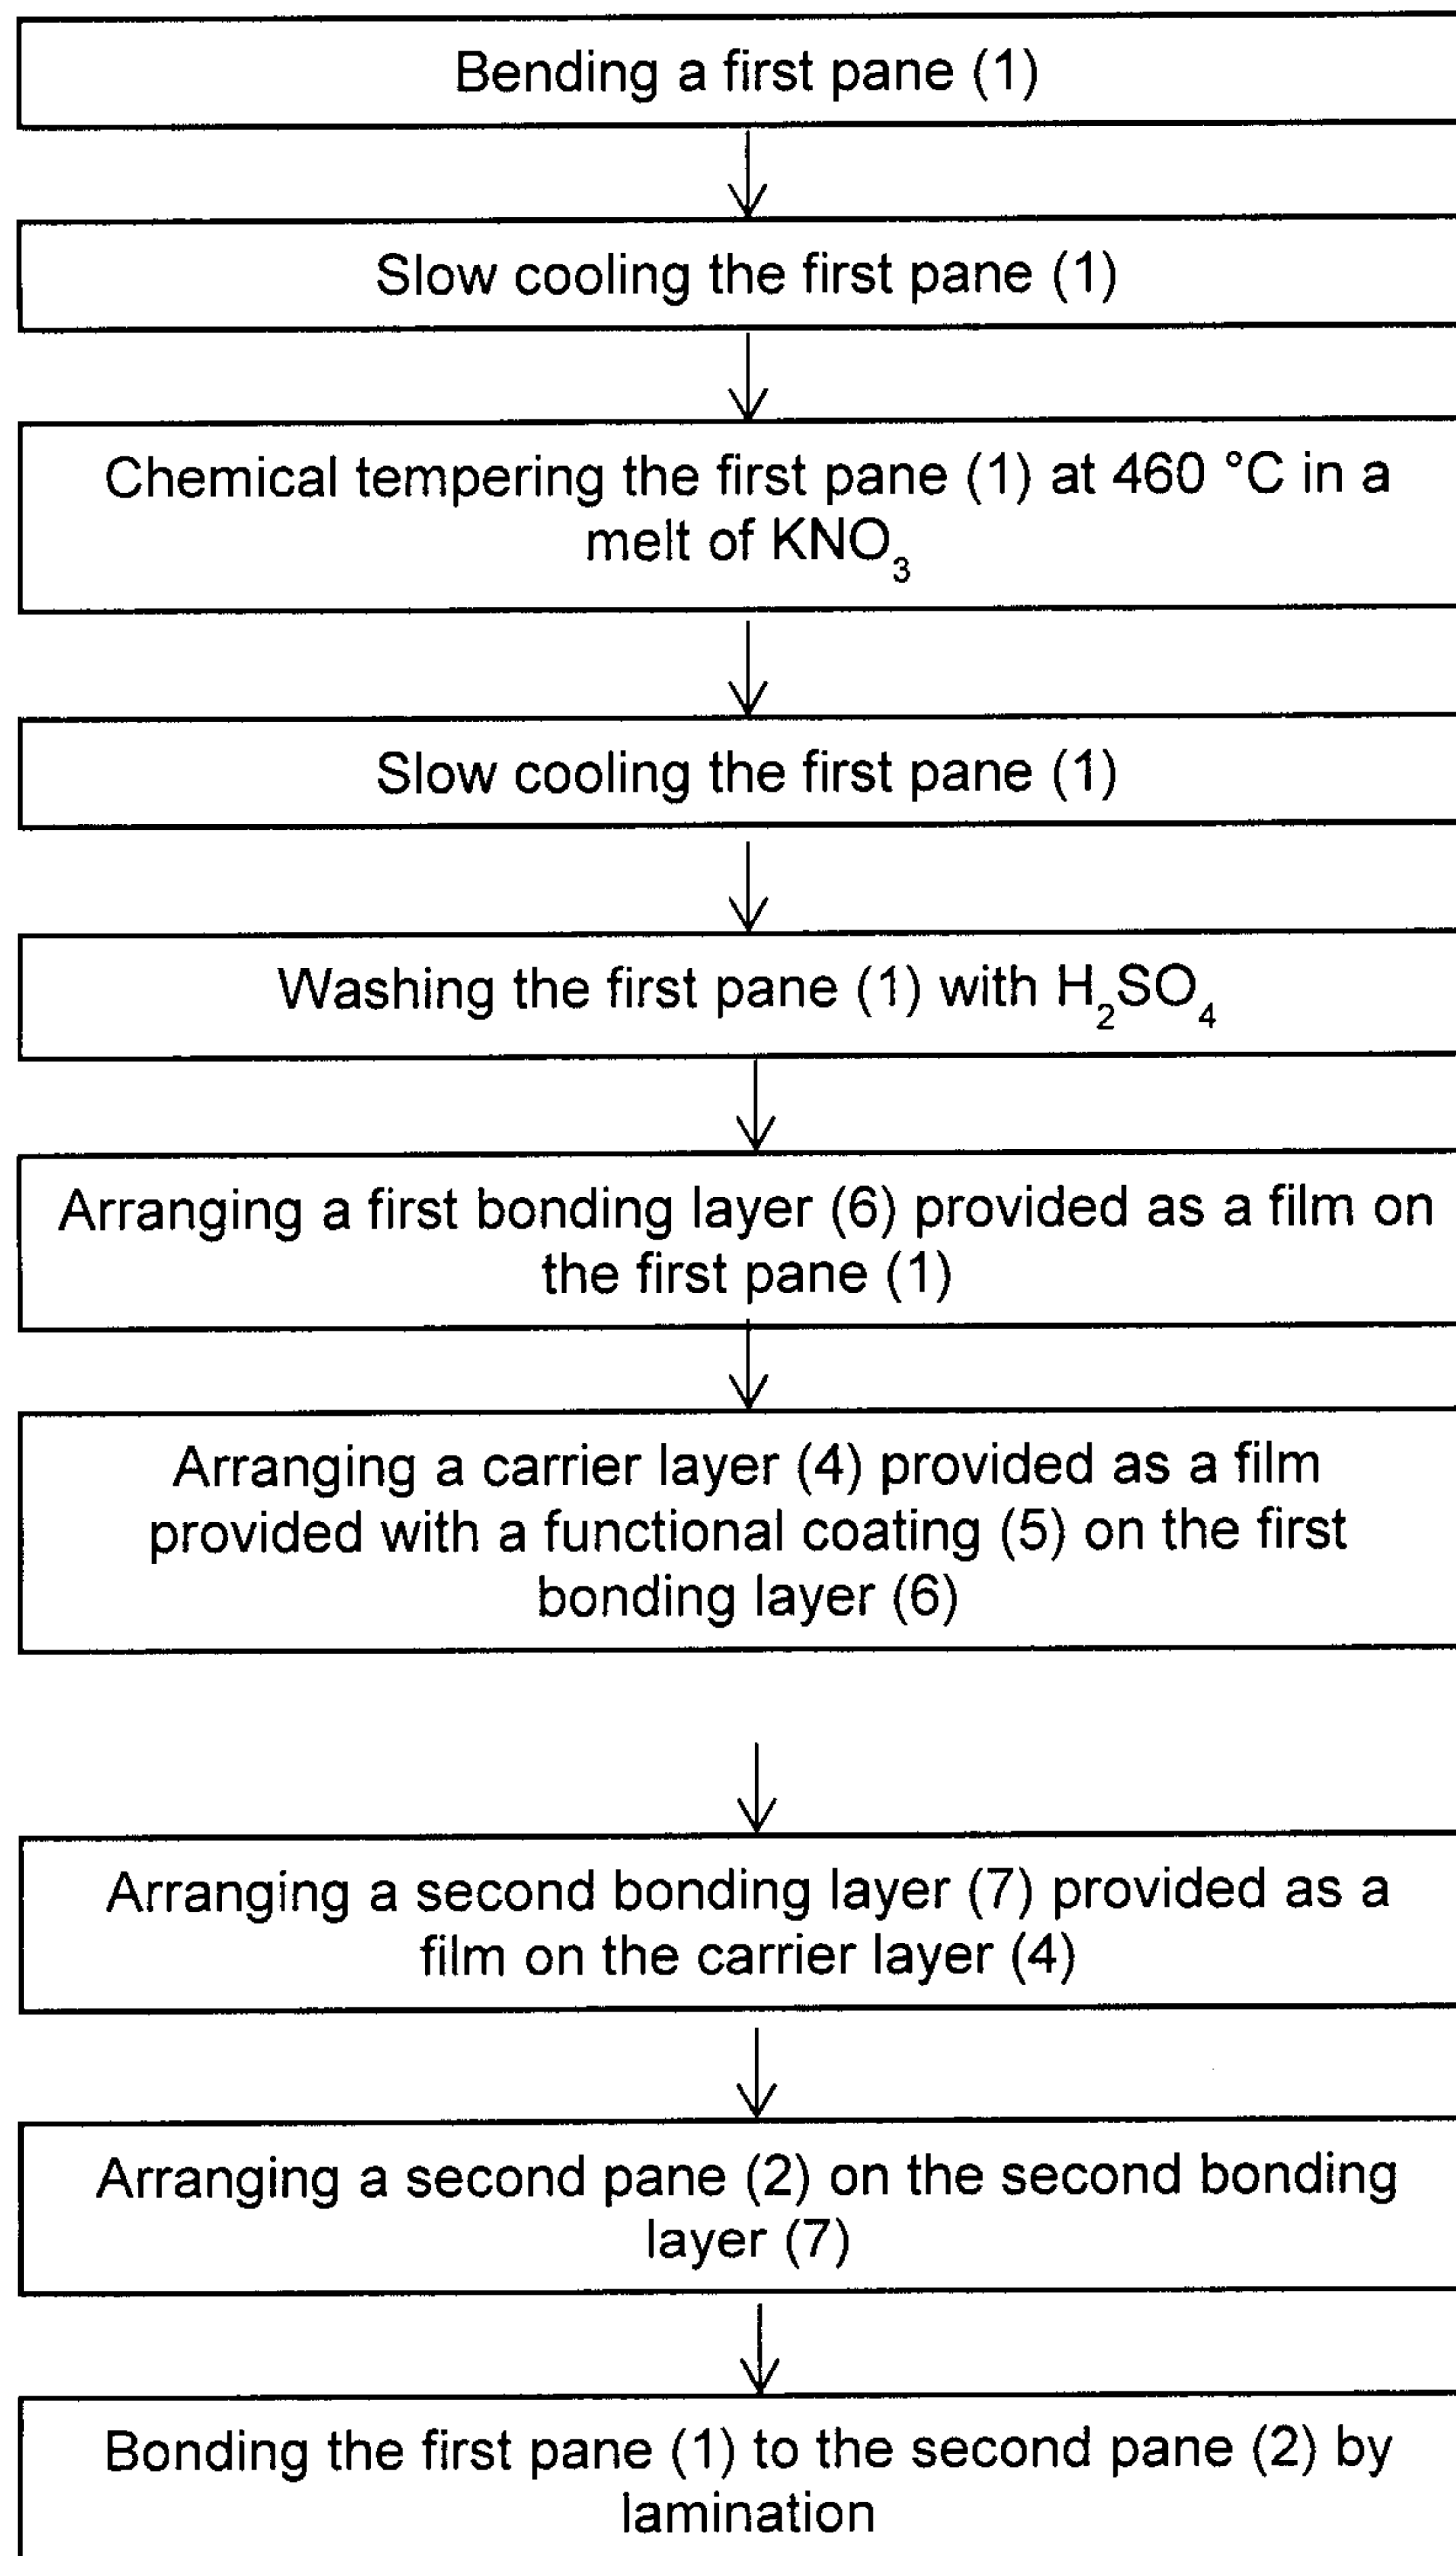 Bending a first pane (1)
Slow cooling the first pane (1)
Chemical tempering the first pane (1) at 460 °C in a
melt of KNO₃
Slow cooling the first pane (1)
Washing the first pane (1) with H₂SO₄
Arranging a first bonding layer (6) provided as a film on
the first pane (1)
Arranging a carrier layer (4) provided as a film
provided with a functional coating (5) on the first
bonding layer (6)
Arranging a second bonding layer (7) provided as a
film on the carrier layer (4)
Arranging a second pane (2) on the second bonding
layer (7)
Bonding the first pane (1) to the second pane (2) by
lamination